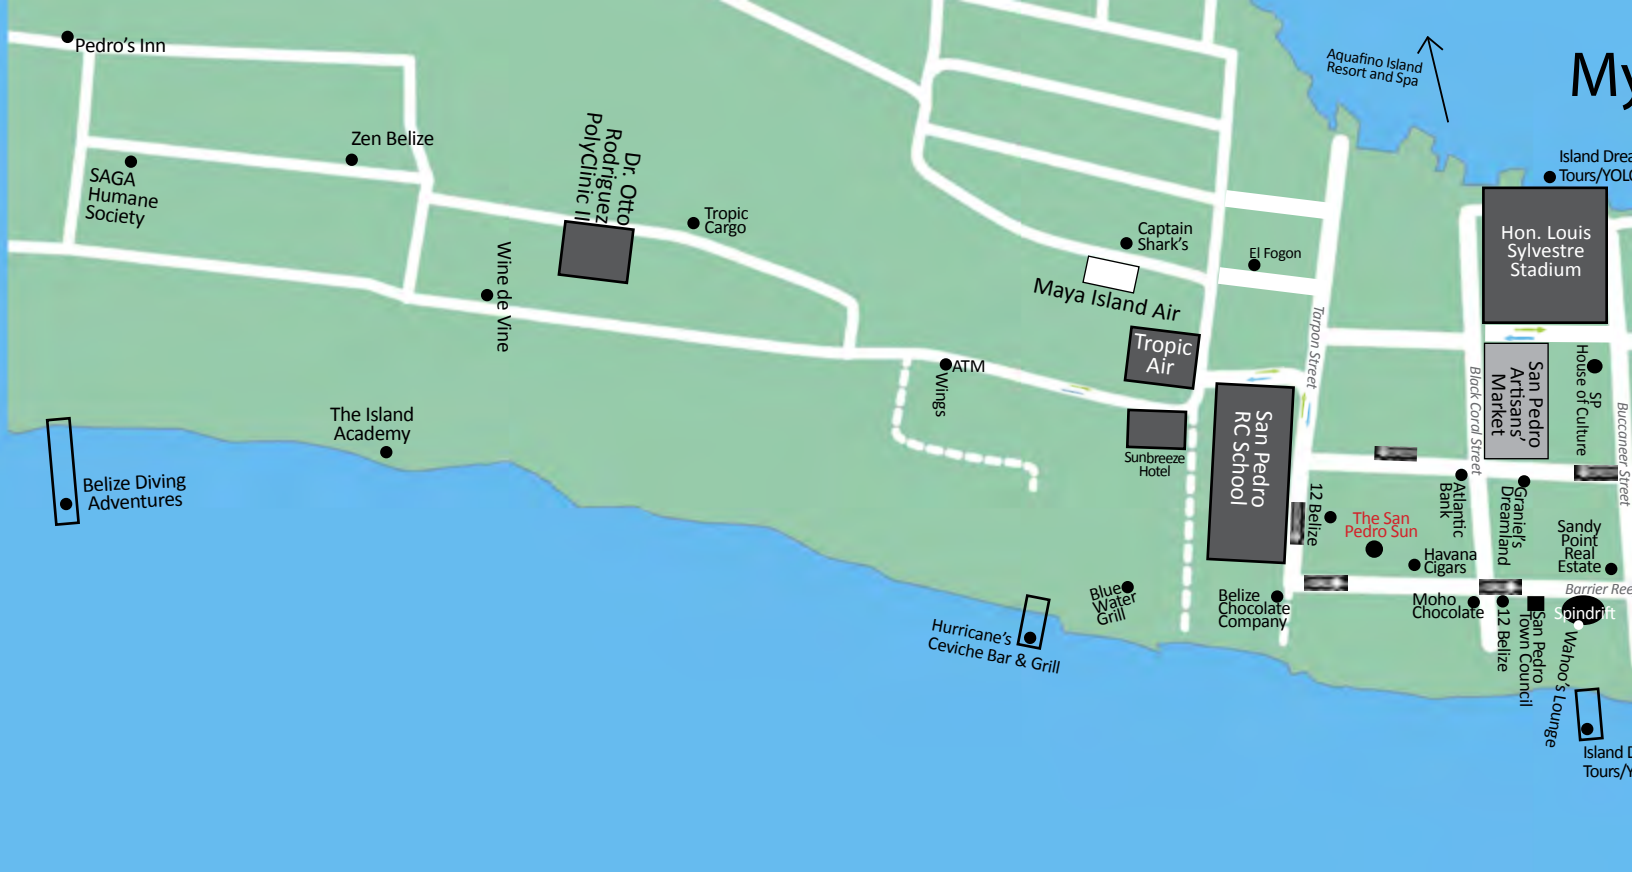 Pedro's Inn
Aquafino Island
Resort and Spa
My
Zen Belize
SAGA
Humane
Society
Dr. Otto
Rodriguez
PolyClinic II
Tropic
Cargo
Wine de Vine
Captain
Shark's
El Fogon
Maya Island Air
Tropic
Air
Tarpon Street
Island Drea
Tours/YOLO
Hon. Louis
Sylvestre
Stadium
San Pedro
Artisans'
Market
SP
House of Culture
Black Coral Street
Buccaneer Street
ATM
Wings
Sunbreeze
Hotel
San Pedro
RC School
The Island
Academy
Belize Diving
Adventures
12 Belize
The San
Pedro Sun
Atlantic
Bank
Graniel's
Dreamland
Havana
Cigars
Sandy
Point
Real
Estate
Barrier Ree
Blue
Water
Grill
Belize
Chocolate
Company
Moho
Chocolate
12 Belize
San Pedro
Town Council
Spindrift
Wahoo's Lounge
Hurricane's
Ceviche Bar & Grill
Island D
Tours/Y